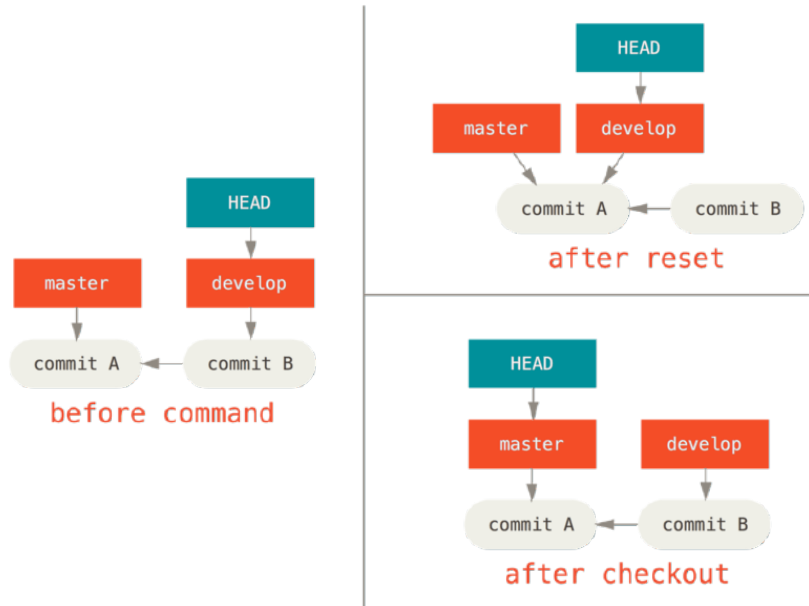 HEAD
master
develop
commit A
commit B
before command
HEAD
master
develop
commit A
commit B
after reset
HEAD
master
develop
commit A
commit B
after checkout